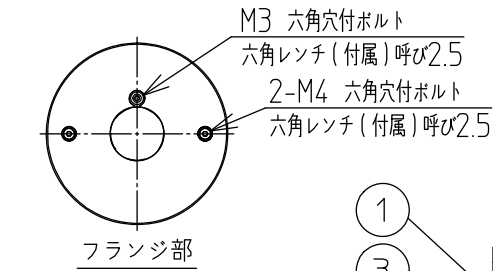 M3 六角穴付ボルト
六角レンチ(付属)呼び2.5
2-M4 六角穴付ボルト
六角レンチ(付属)呼び2.5
フランジ部
1
3